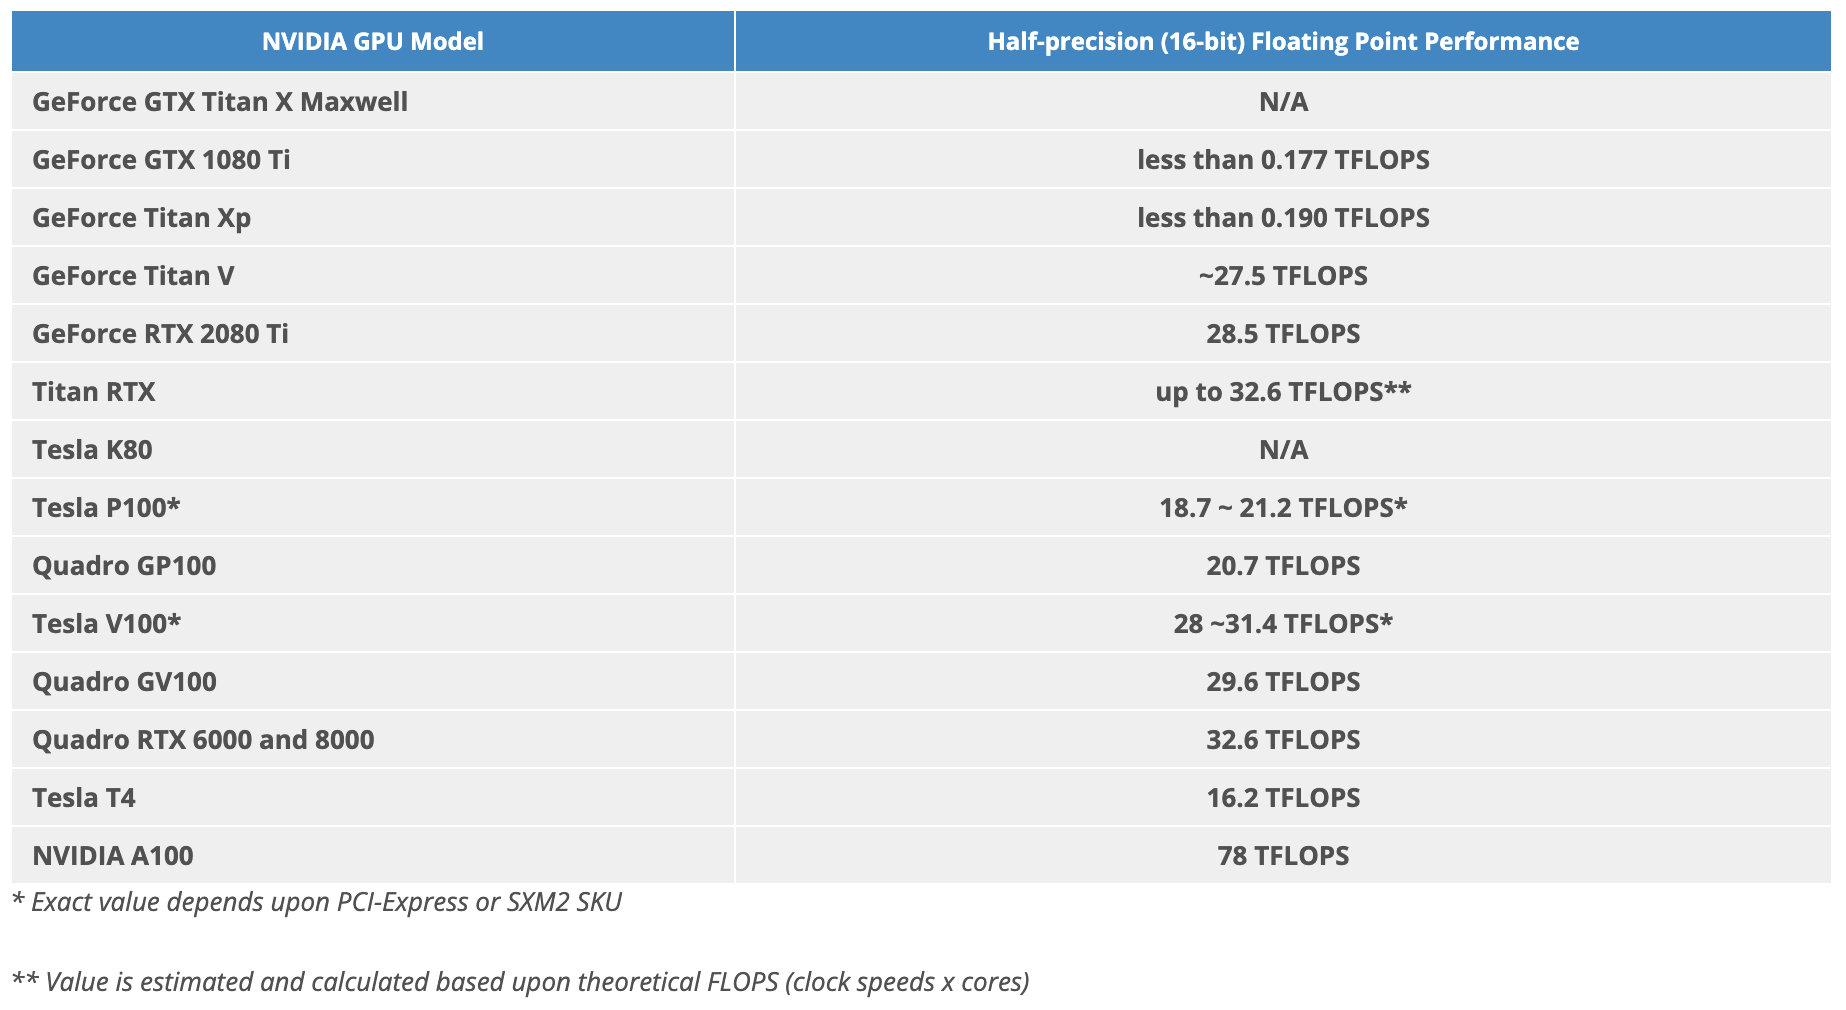 NVIDIA GPU Model Half-precision (16-bit) Floating Point Performance
GeForce GTX Titan X Maxwell N/A
GeForce GTX 1080 Ti less than 0.177 TFLOPS
GeForce Titan Xp less than 0.190 TFLOPS
GeForce Titan V ~27.5 TFLOPS
GeForce RTX 2080 Ti 28.5 TFLOPS
Titan RTX up to 32.6 TFLOPS**
Tesla K80 N/A
Tesla P100* 18.7 ~ 21.2 TFLOPS*
Quadro GP100 20.7 TFLOPS
Tesla V100* 28 ~31.4 TFLOPS*
Quadro GV100 29.6 TFLOPS
Quadro RTX 6000 and 8000 32.6 TFLOPS
Tesla T4 16.2 TFLOPS
NVIDIA A100 78 TFLOPS
* Exact value depends upon PCI-Express or SXM2 SKU
** Value is estimated and calculated based upon theoretical FLOPS (clock speeds x cores)